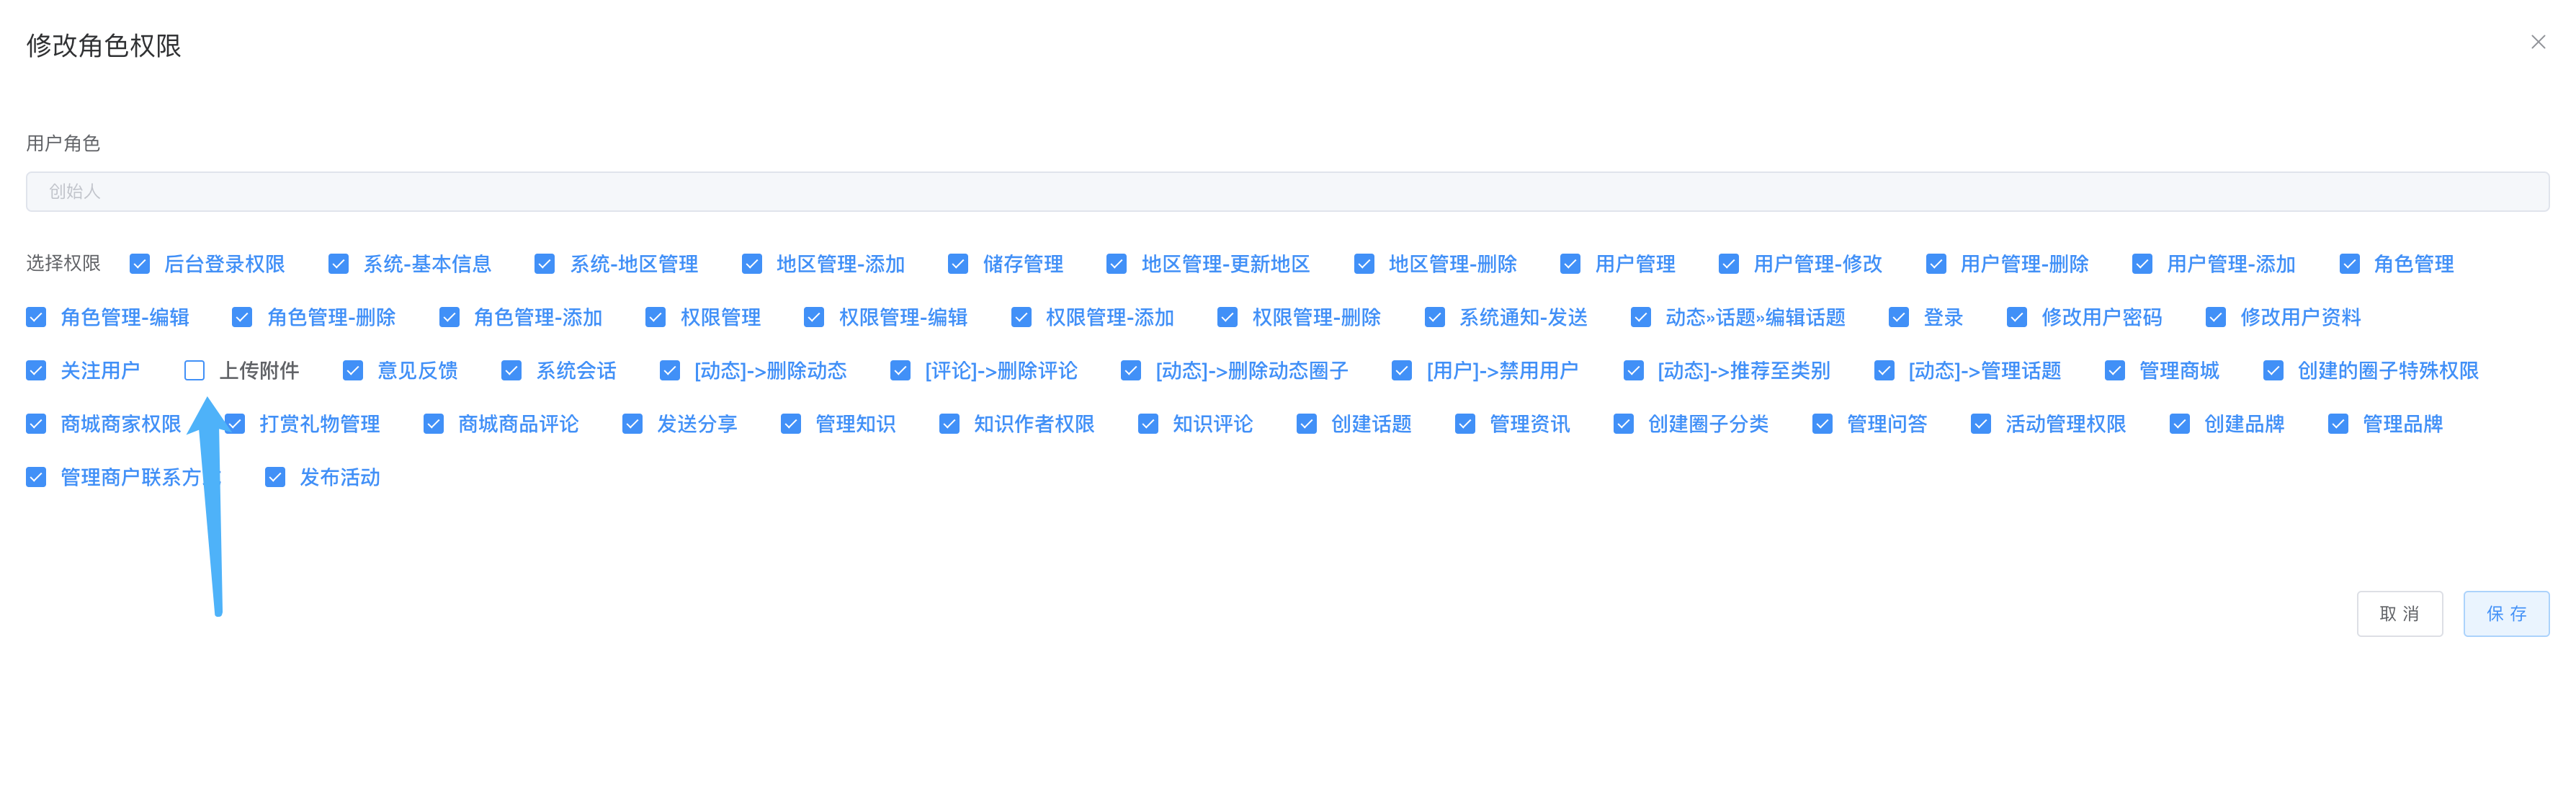 修改角色权限
用户角色
创始人
选择权限 后台登录权限 系统-基本信息 系统-地区管理 地区管理-添加 储存管理 地区管理-更新地区 地区管理-删除 用户管理 用户管理-修改 用户管理-删除 用户管理-添加 角色管理
角色管理-编辑 角色管理-删除 角色管理-添加 权限管理 权限管理-编辑 权限管理-添加 权限管理-删除 系统通知-发送 动态»话题»编辑话题 登录 修改用户密码 修改用户资料
关注用户 上传附件 意见反馈 系统会话 [动态]->删除动态 [评论]->删除评论 [动态]->删除动态圈子 [用户]->禁用用户 [动态]->推荐至类别 [动态]->管理话题 管理商城 创建的圈子特殊权限
商城商家权限 打赏礼物管理 商城商品评论 发送分享 管理知识 知识作者权限 知识评论 创建话题 管理资讯 创建圈子分类 管理问答 活动管理权限 创建品牌 管理品牌
管理商户联系方 发布活动
取 消 保 存